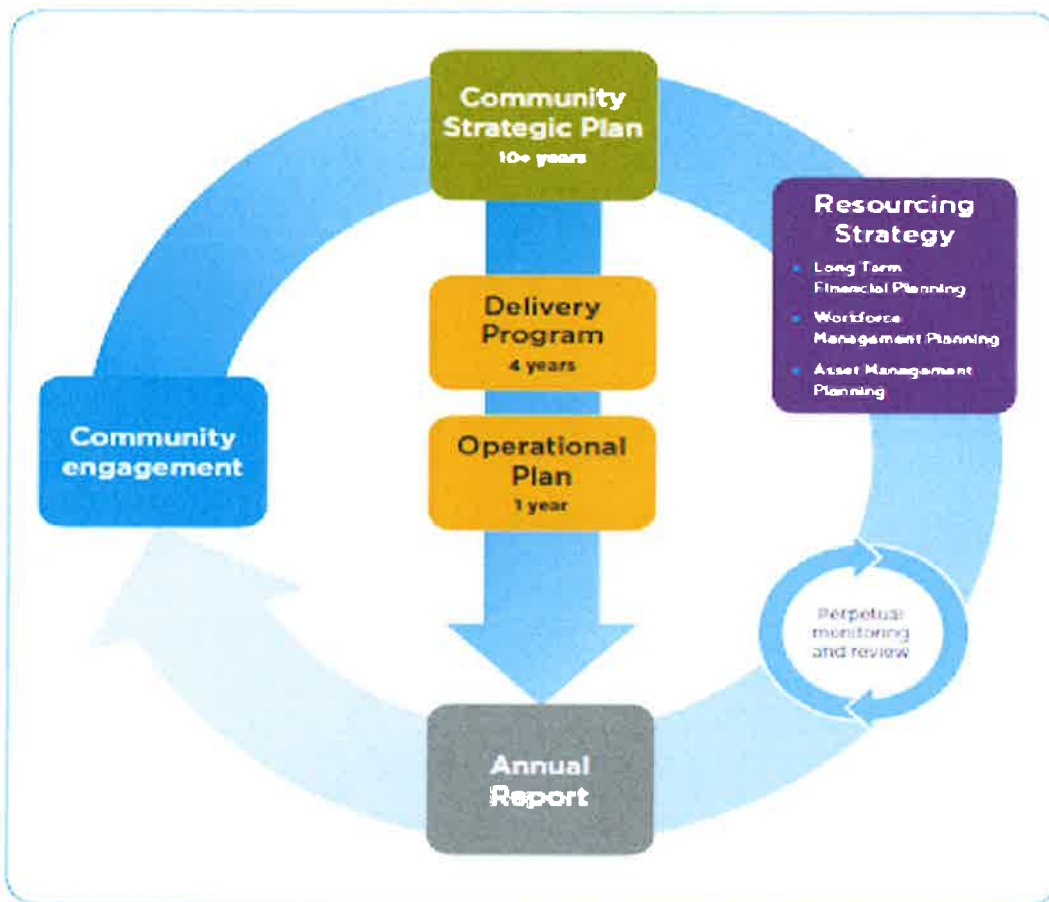 Community
Strategic Plan
10+ years
Resourcing
Strategy
• Long Term
Financial Planning
• Workforce
Management Planning
• Asset Management
Planning
Delivery
Program
4 years
Community
engagement
Operational
Plan
1 year
Perpetual
monitoring
and review
Annual
Report